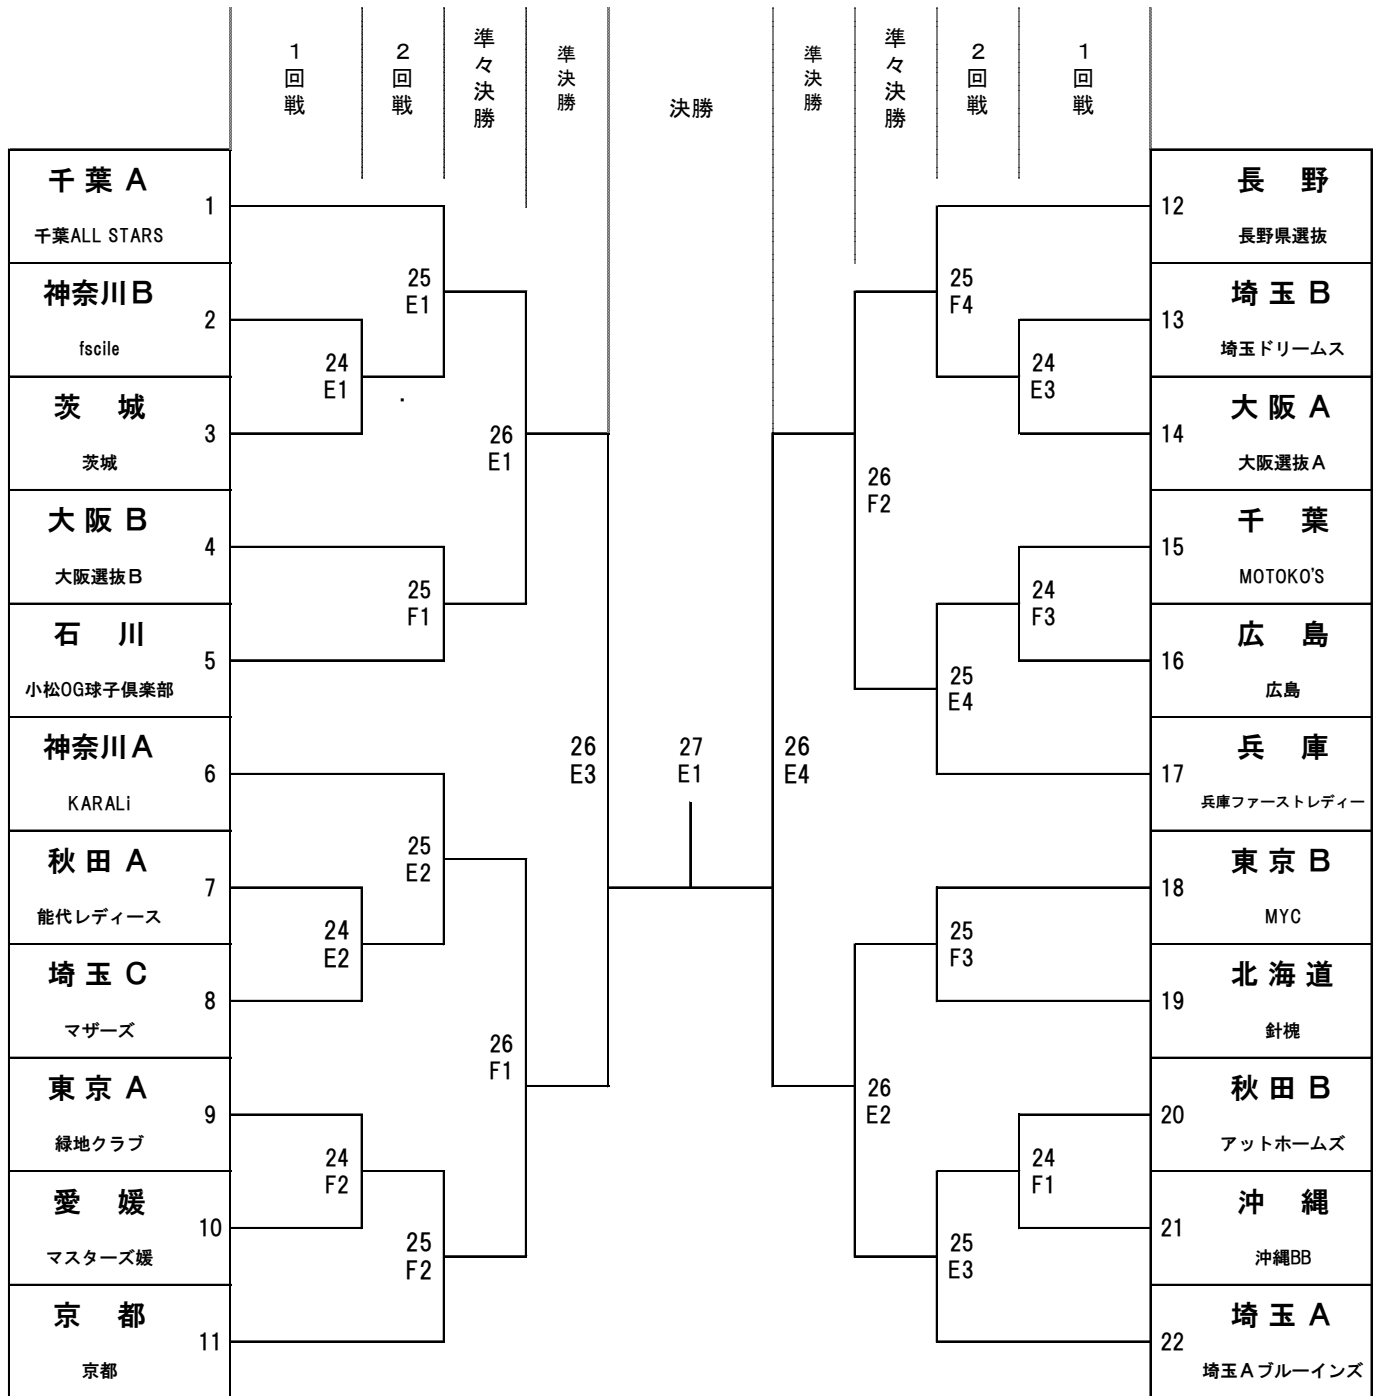 1回戦
2回戦
準々決勝
準決勝
決勝
準決勝
準々決勝
2回戦
1回戦
千葉A
1
千葉ALL STARS
神奈川B
2
fscile
茨 城
3
茨城
大阪B
4
大阪選抜B
石 川
5
小松OG球子倶楽部
神奈川A
6
KARALi
秋田A
7
能代レディース
埼玉C
8
マザーズ
東京A
9
緑地クラブ
愛 媛
10
マスターズ媛
京 都
11
京都
24
E1
24
E2
24
F2
25
E1
25
F1
25
E2
25
F2
26
E1
26
F1
26
E3
27
E1
26
E4
26
F2
26
E2
25
F4
25
E4
25
F3
25
E3
24
E3
24
F3
24
F1
長 野
12
長野県選抜
埼玉B
13
埼玉ドリームス
大阪A
14
大阪選抜A
千 葉
15
MOTOKO'S
広 島
16
広島
兵 庫
17
兵庫ファーストレディー
東京B
18
MYC
北海道
19
針槐
秋田B
20
アットホームズ
沖 縄
21
沖縄BB
埼玉A
22
埼玉Aブルーインズ